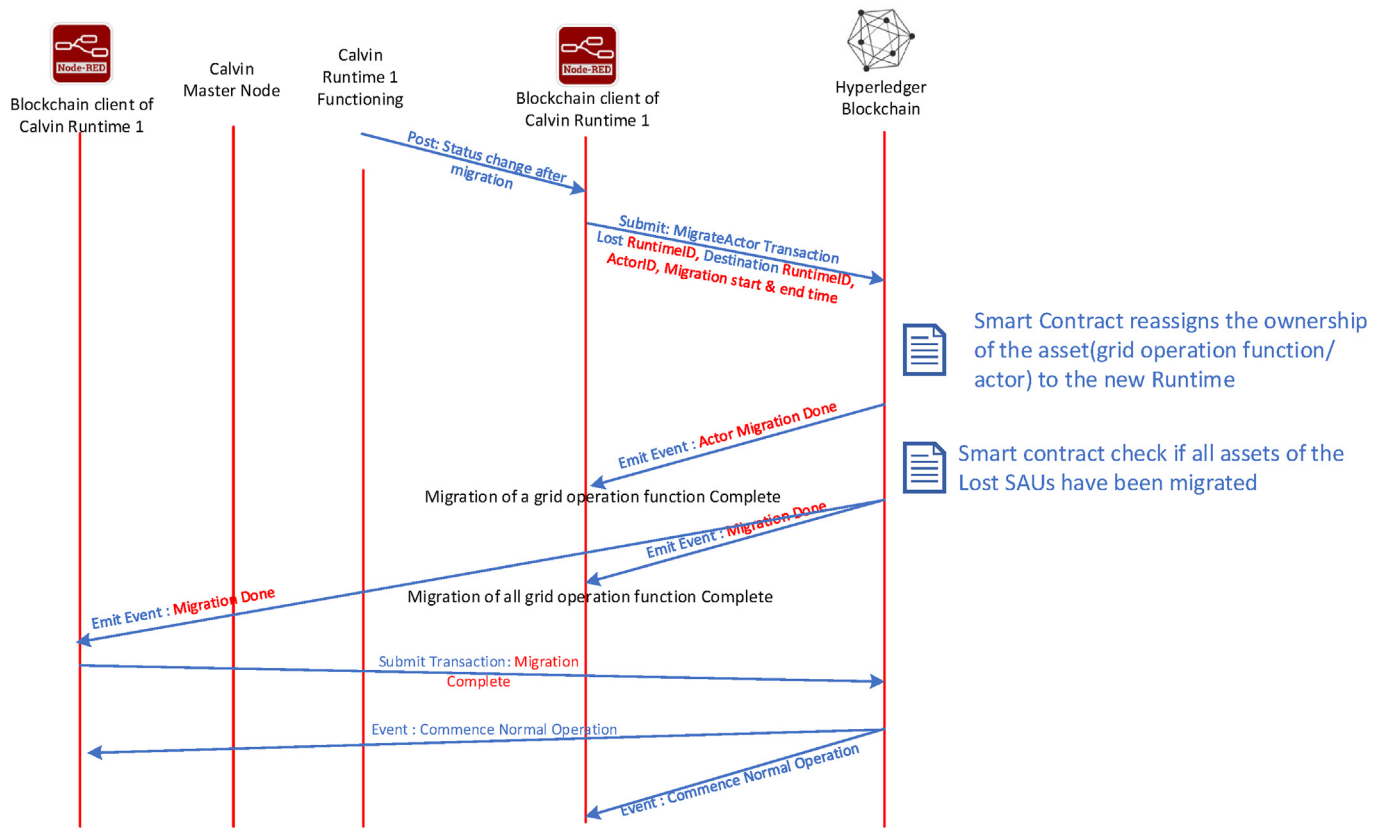 Node-RED
Blockchain client of
Calvin Runtime 1
Calvin
Master Node
Calvin
Runtime 1
Functioning
Node-RED
Blockchain client of
Calvin Runtime 1
Hyperledger
Blockchain
Post: Status change after
migration
Submit: MigrateActor Transaction
Lost RuntimeID, Destination RuntimeID,
ActorID, Migration start & end time
Smart Contract reassigns the ownership
of the asset(grid operation function/
actor) to the new Runtime
Emit Event : Actor Migration Done
Smart contract check if all assets of the
Lost SAUs have been migrated
Migration of a grid operation function Complete
Emit Event : Migration Done
Migration of all grid operation function Complete
Emit Event : Migration Done
Submit Transaction: Migration
Complete
Event : Commence Normal Operation
Event : Commence Normal Operation